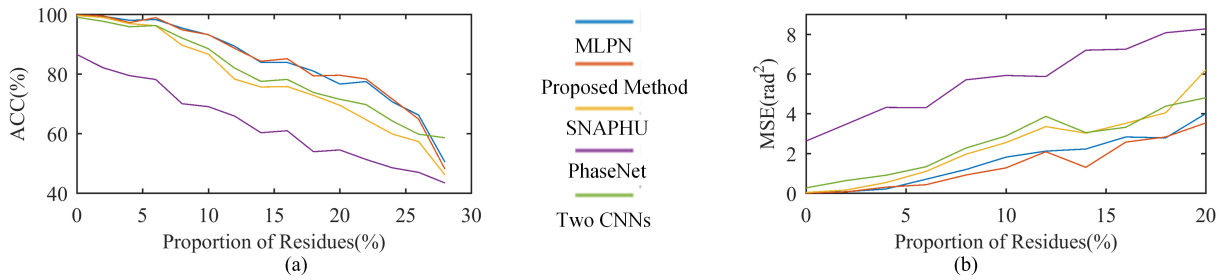 100
80
60
40
ACC(%)
0 5 10 15 20 25 30
Proportion of Residues(%)
(a)
MLPN
Proposed Method
SNAPHU
PhaseNet
Two CNNs
8
6
4
2
0
MSE(rad²)
0 5 10 15 20
Proportion of Residues(%)
(b)